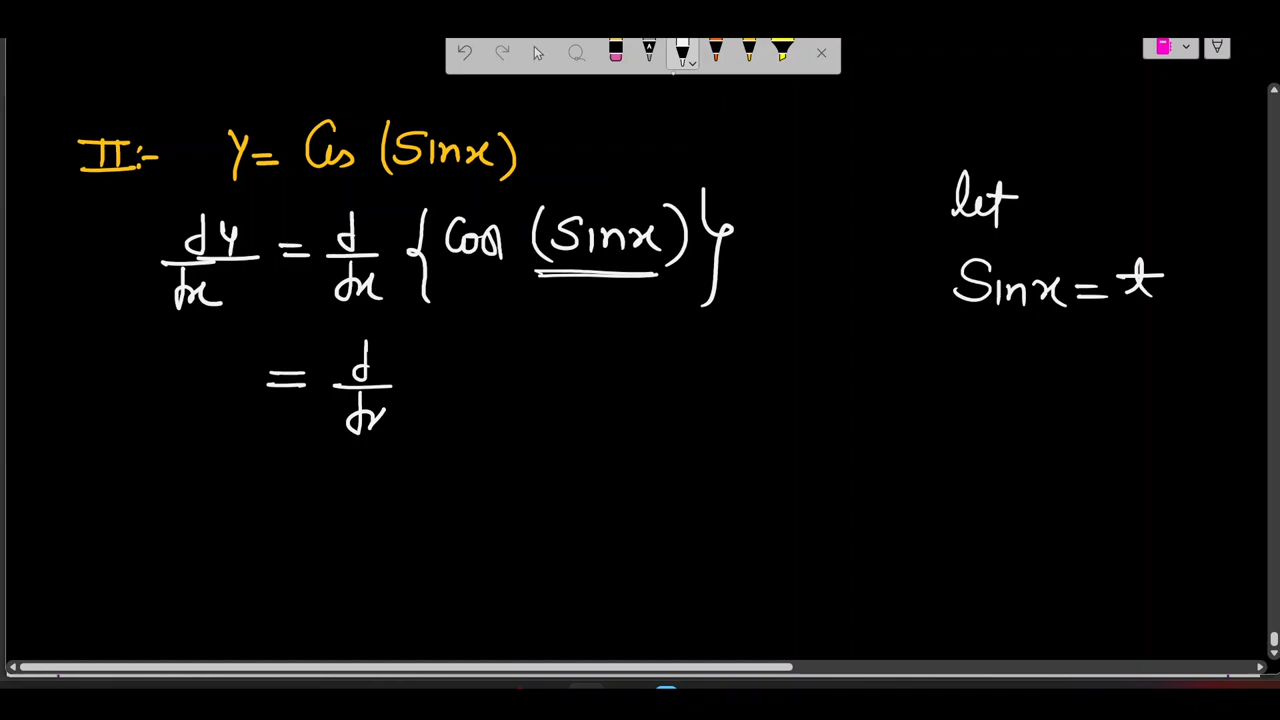 II:- y = Cos (Sinx)
dy/dx = d/dx { Cos (Sinx) }
= d/dx
let
Sinx = t